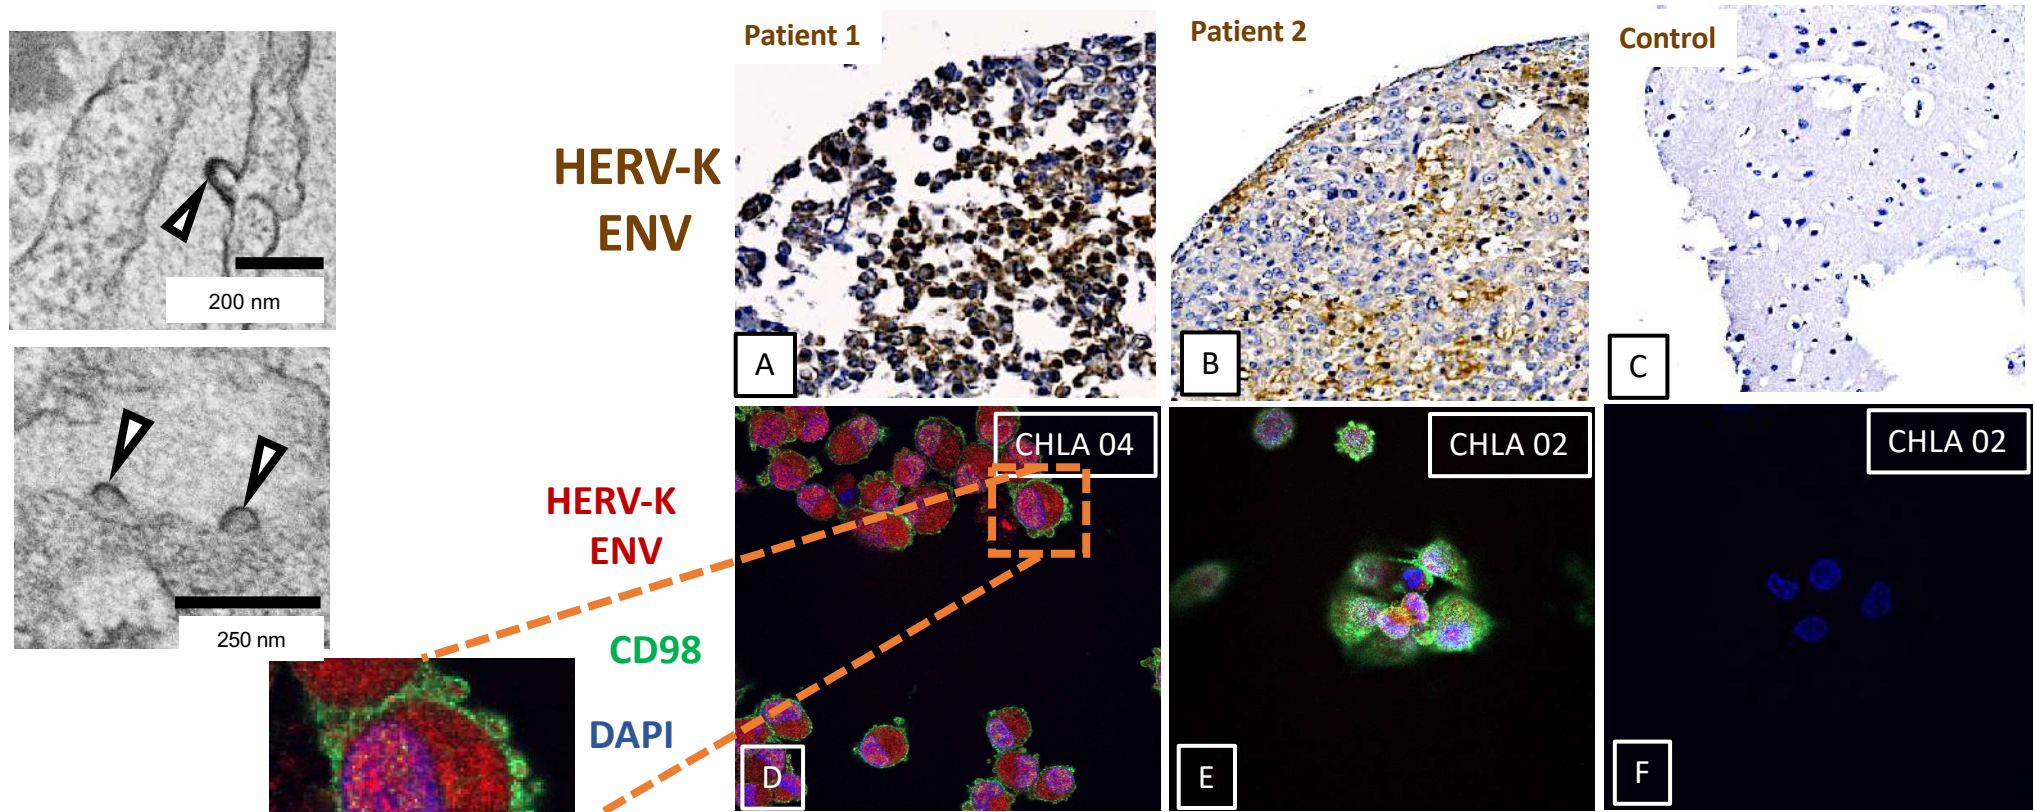 200 nm
250 nm
HERV-K
ENV
Patient 1
Patient 2
Control
A
B
C
HERV-K
ENV
CD98
DAPI
CHLA 04
CHLA 02
CHLA 02
D
E
F